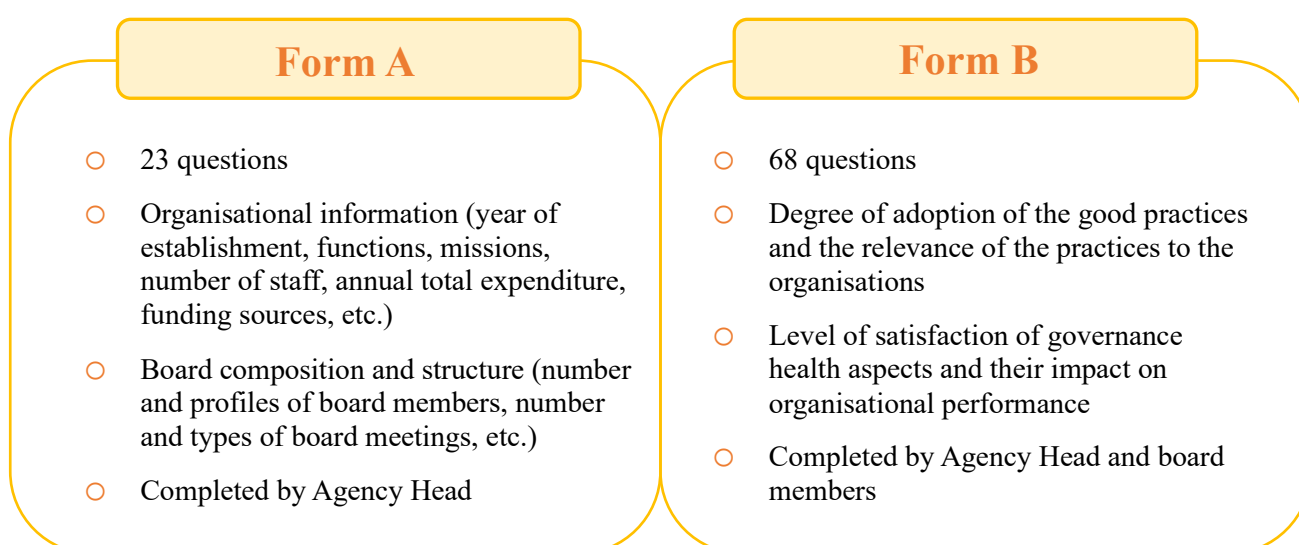 Form A
23 questions
Organisational information (year of
establishment, functions, missions,
number of staff, annual total expenditure,
funding sources, etc.)
Board composition and structure (number
and profiles of board members, number
and types of board meetings, etc.)
Completed by Agency Head
Form B
68 questions
Degree of adoption of the good practices
and the relevance of the practices to the
organisations
Level of satisfaction of governance
health aspects and their impact on
organisational performance
Completed by Agency Head and board
members